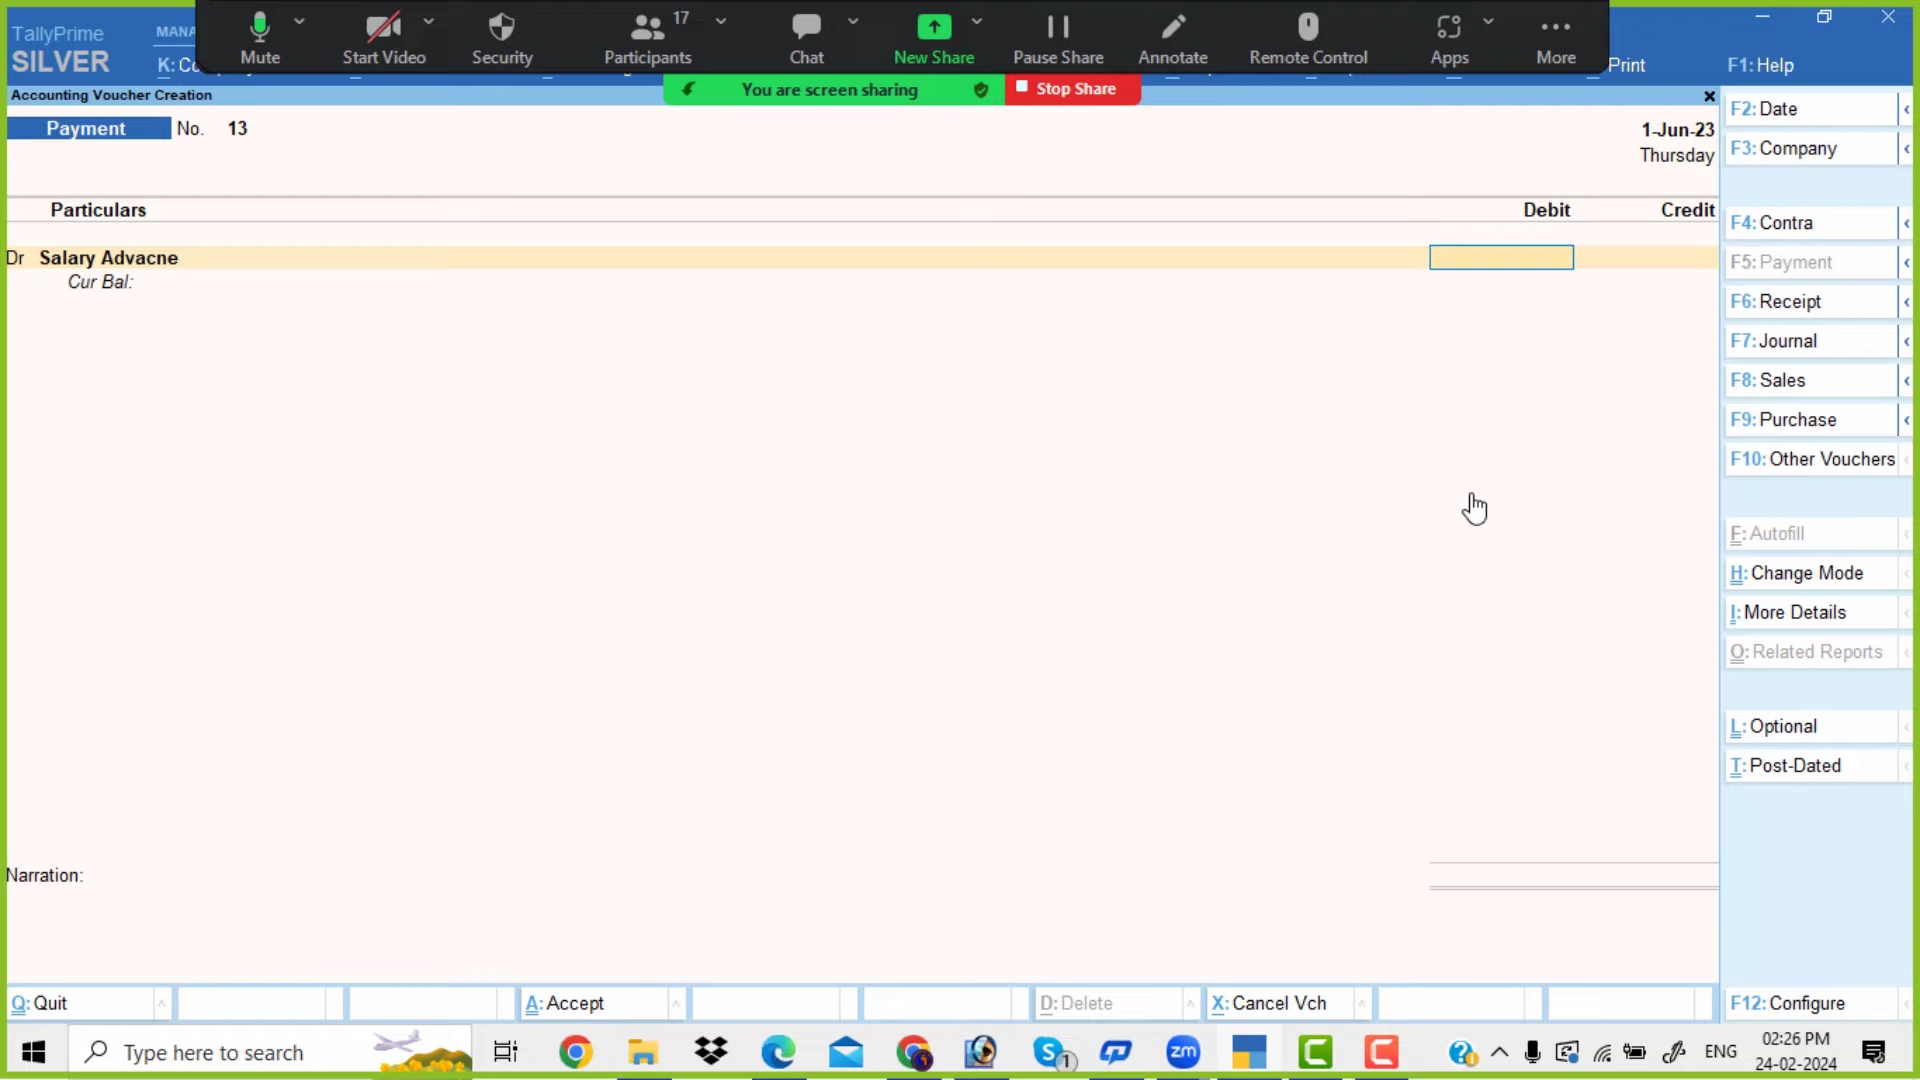 TallyPrime
SILVER
MANA
K: Co
Mute
Start Video
Security
Participants
17
Chat
New Share
Pause Share
Annotate
Remote Control
Apps
More
Print
F1: Help
You are screen sharing
Stop Share
Accounting Voucher Creation
Payment No. 13
1-Jun-23
Thursday
Particulars
Debit
Credit
Dr Salary Advacne
Cur Bal:
Narration:
F2: Date
F3: Company
F4: Contra
F5: Payment
F6: Receipt
F7: Journal
F8: Sales
F9: Purchase
F10: Other Vouchers
F: Autofill
H: Change Mode
I: More Details
O: Related Reports
L: Optional
T: Post-Dated
F12: Configure
Q: Quit
A: Accept
D: Delete
X: Cancel Vch
Type here to search
1
zm
ENG
02:26 PM
24-02-2024